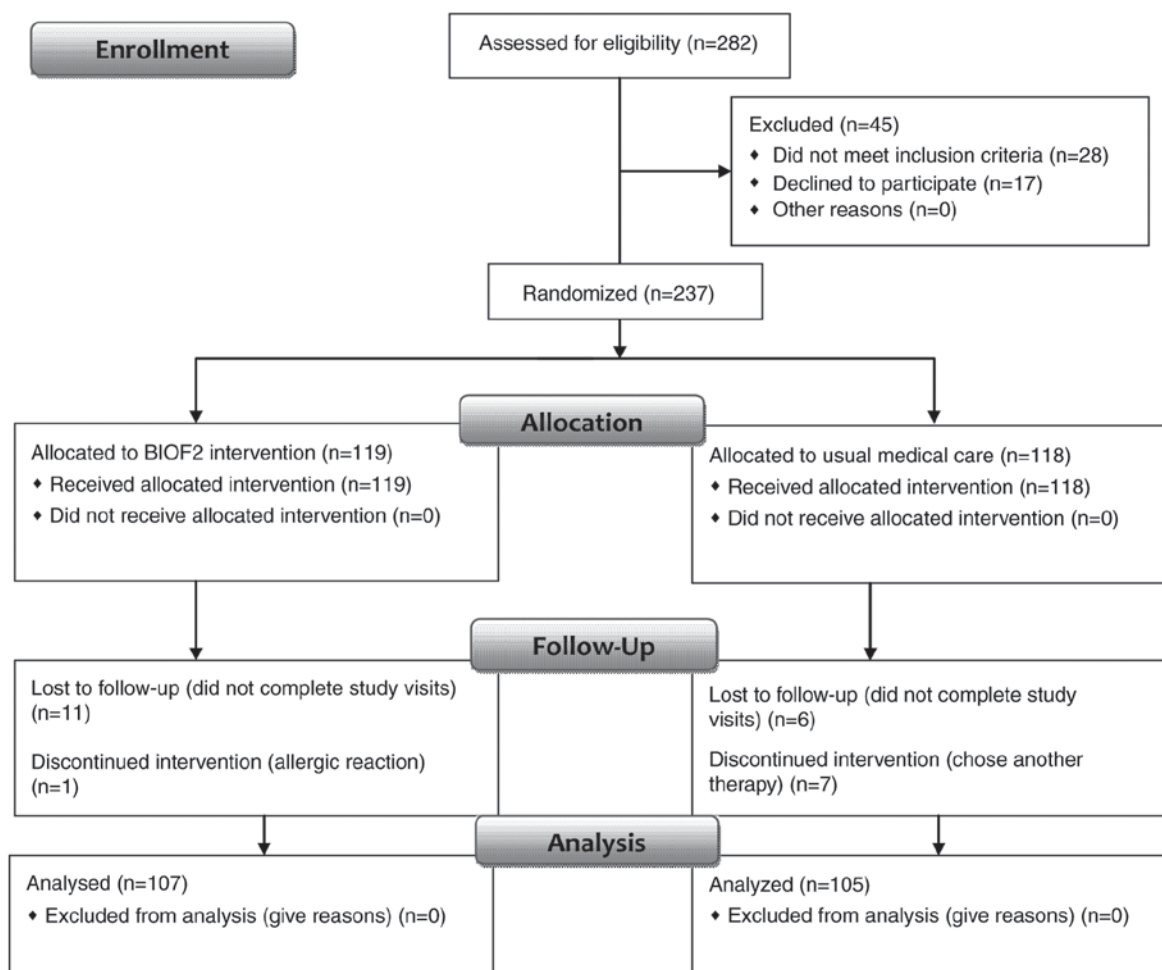 Enrollment
Assessed for eligibility (n=282)
Excluded (n=45)
♦ Did not meet inclusion criteria (n=28)
♦ Declined to participate (n=17)
♦ Other reasons (n=0)
Randomized (n=237)
Allocation
Allocated to BIOF2 intervention (n=119)
♦ Received allocated intervention (n=119)
♦ Did not receive allocated intervention (n=0)
Allocated to usual medical care (n=118)
♦ Received allocated intervention (n=118)
♦ Did not receive allocated intervention (n=0)
Follow-Up
Lost to follow-up (did not complete study visits)
(n=11)
Discontinued intervention (allergic reaction)
(n=1)
Lost to follow-up (did not complete study
visits) (n=6)
Discontinued intervention (chose another
therapy) (n=7)
Analysis
Analysed (n=107)
♦ Excluded from analysis (give reasons) (n=0)
Analyzed (n=105)
♦ Excluded from analysis (give reasons) (n=0)